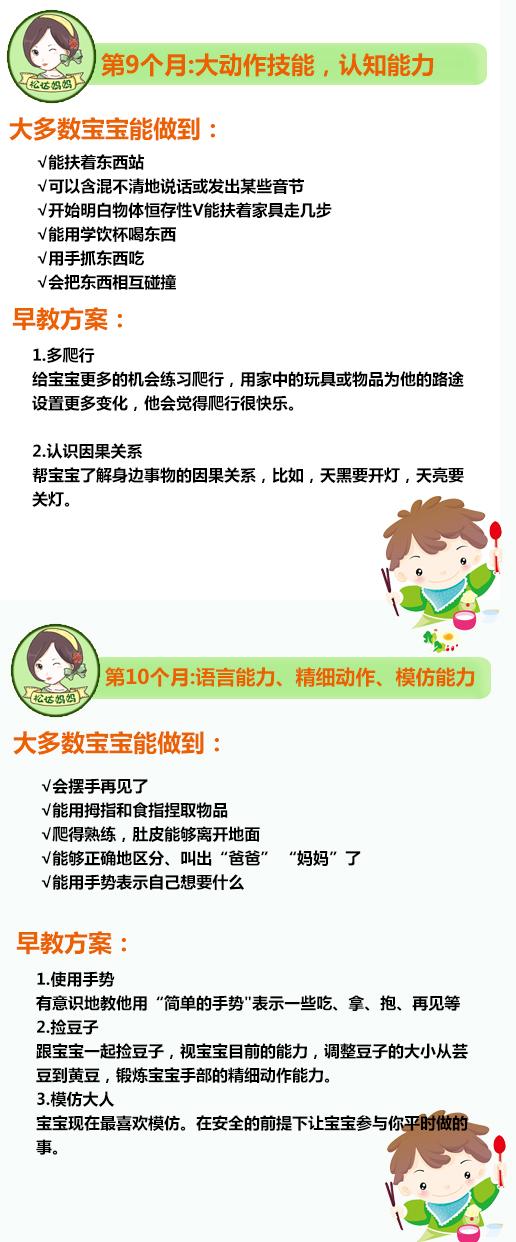 松达妈妈
第9个月:大动作技能，认知能力
大多数宝宝能做到：
√能扶着东西站
√可以含混不清地说话或发出某些音节
√开始明白物体恒存性V能扶着家具走几步
√能用学饮杯喝东西
√用手抓东西吃
√会把东西相互碰撞
早教方案：
1.多爬行
给宝宝更多的机会练习爬行，用家中的玩具或物品为他的路途
设置更多变化，他会觉得爬行很快乐。
2.认识因果关系
帮宝宝了解身边事物的因果关系，比如，天黑要开灯，天亮要
关灯。
松达妈妈
第10个月:语言能力、精细动作、模仿能力
大多数宝宝能做到：
√会摆手再见了
√能用拇指和食指捏取物品
√爬得熟练，肚皮能够离开地面
√能够正确地区分、叫出“爸爸” “妈妈”了
√能用手势表示自己想要什么
早教方案：
1.使用手势
有意识地教他用“简单的手势"表示一些吃、拿、抱、再见等
2.捡豆子
跟宝宝一起捡豆子，视宝宝目前的能力，调整豆子的大小从芸
豆到黄豆，锻炼宝宝手部的精细动作能力。
3.模仿大人
宝宝现在最喜欢模仿。在安全的前提下让宝宝参与你平时做的
事。